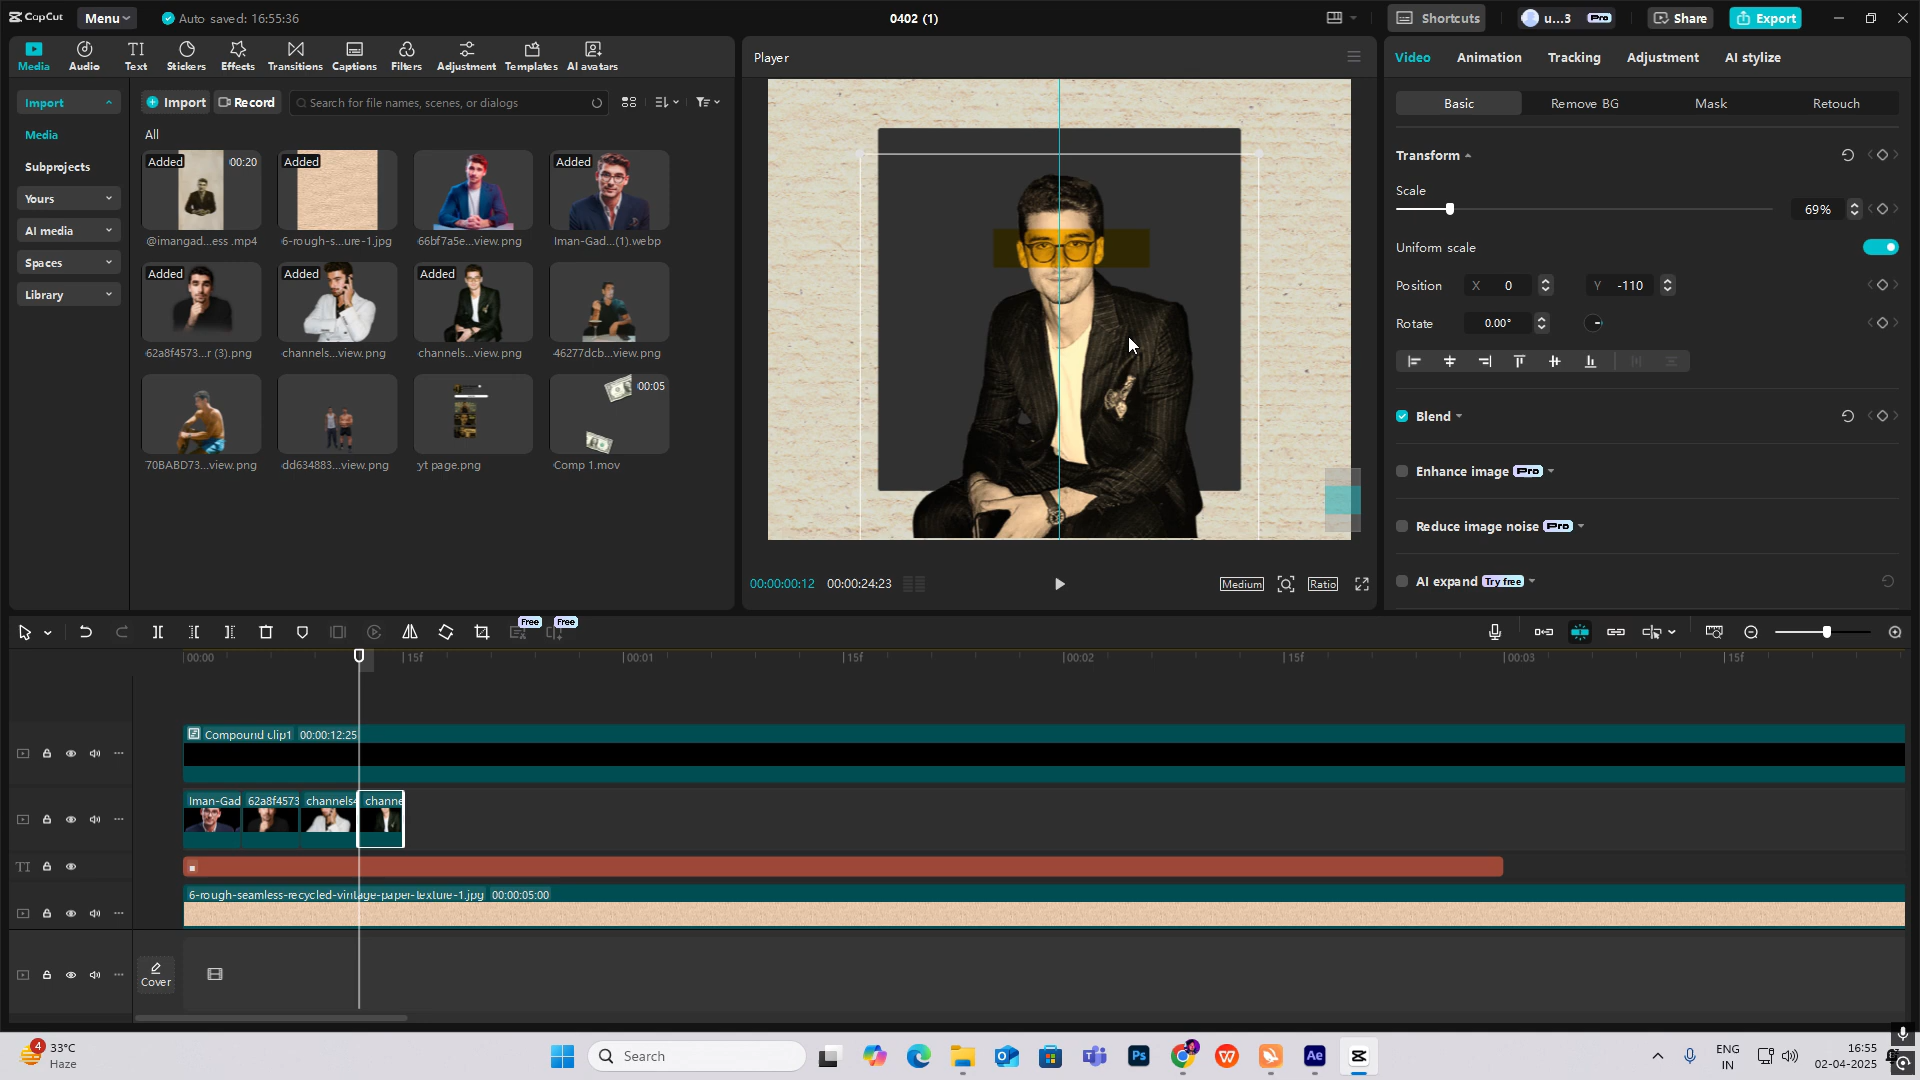 CapCut
Menu
Auto saved: 16:55:36
0402 (1)
Shortcuts
u...3
Pro
Share
Export
Media
Audio
Text
Stickers
Effects
Transitions
Captions
Filters
Adjustment
Templates
AI avatars
Import
Media
Subprojects
Yours
AI media
Spaces
Library
Import
Record
Search for file names, scenes, or dialogs
All
Added
00:20
Added
Added
@imangad...ess .mp4
6-rough-s...ure-1.jpg
66bf7a5e...view.png
Iman-Gad...(1).webp
Added
Added
Added
62a8f4573...r (3).png
channels...view.png
channels...view.png
46277dcb...view.png
00:05
70BABD73...view.png
dd634883...view.png
yt page.png
Comp 1.mov
Player
00:00:00:12
00:00:24:23
Medium
Ratio
Video
Animation
Tracking
Adjustment
AI stylize
Basic
Remove BG
Mask
Retouch
Transform
Scale
69%
Uniform scale
Position
X 0
Y -110
Rotate
0.00°
Blend
Enhance image Pro
Reduce image noise Pro
AI expand Try free
Free
Free
00:00
15f
00:01
15f
00:02
15f
00:03
15f
Compound clip1 00:00:12:25
Iman-Gad
62a8f4573
channels
channe
TI
6-rough-seamless-recycled-vintage-paper-texture-1.jpg 00:00:05:00
Cover
4
33°C
Haze
Search
Ps
Ae
ENG
IN
16:55
02-04-2025